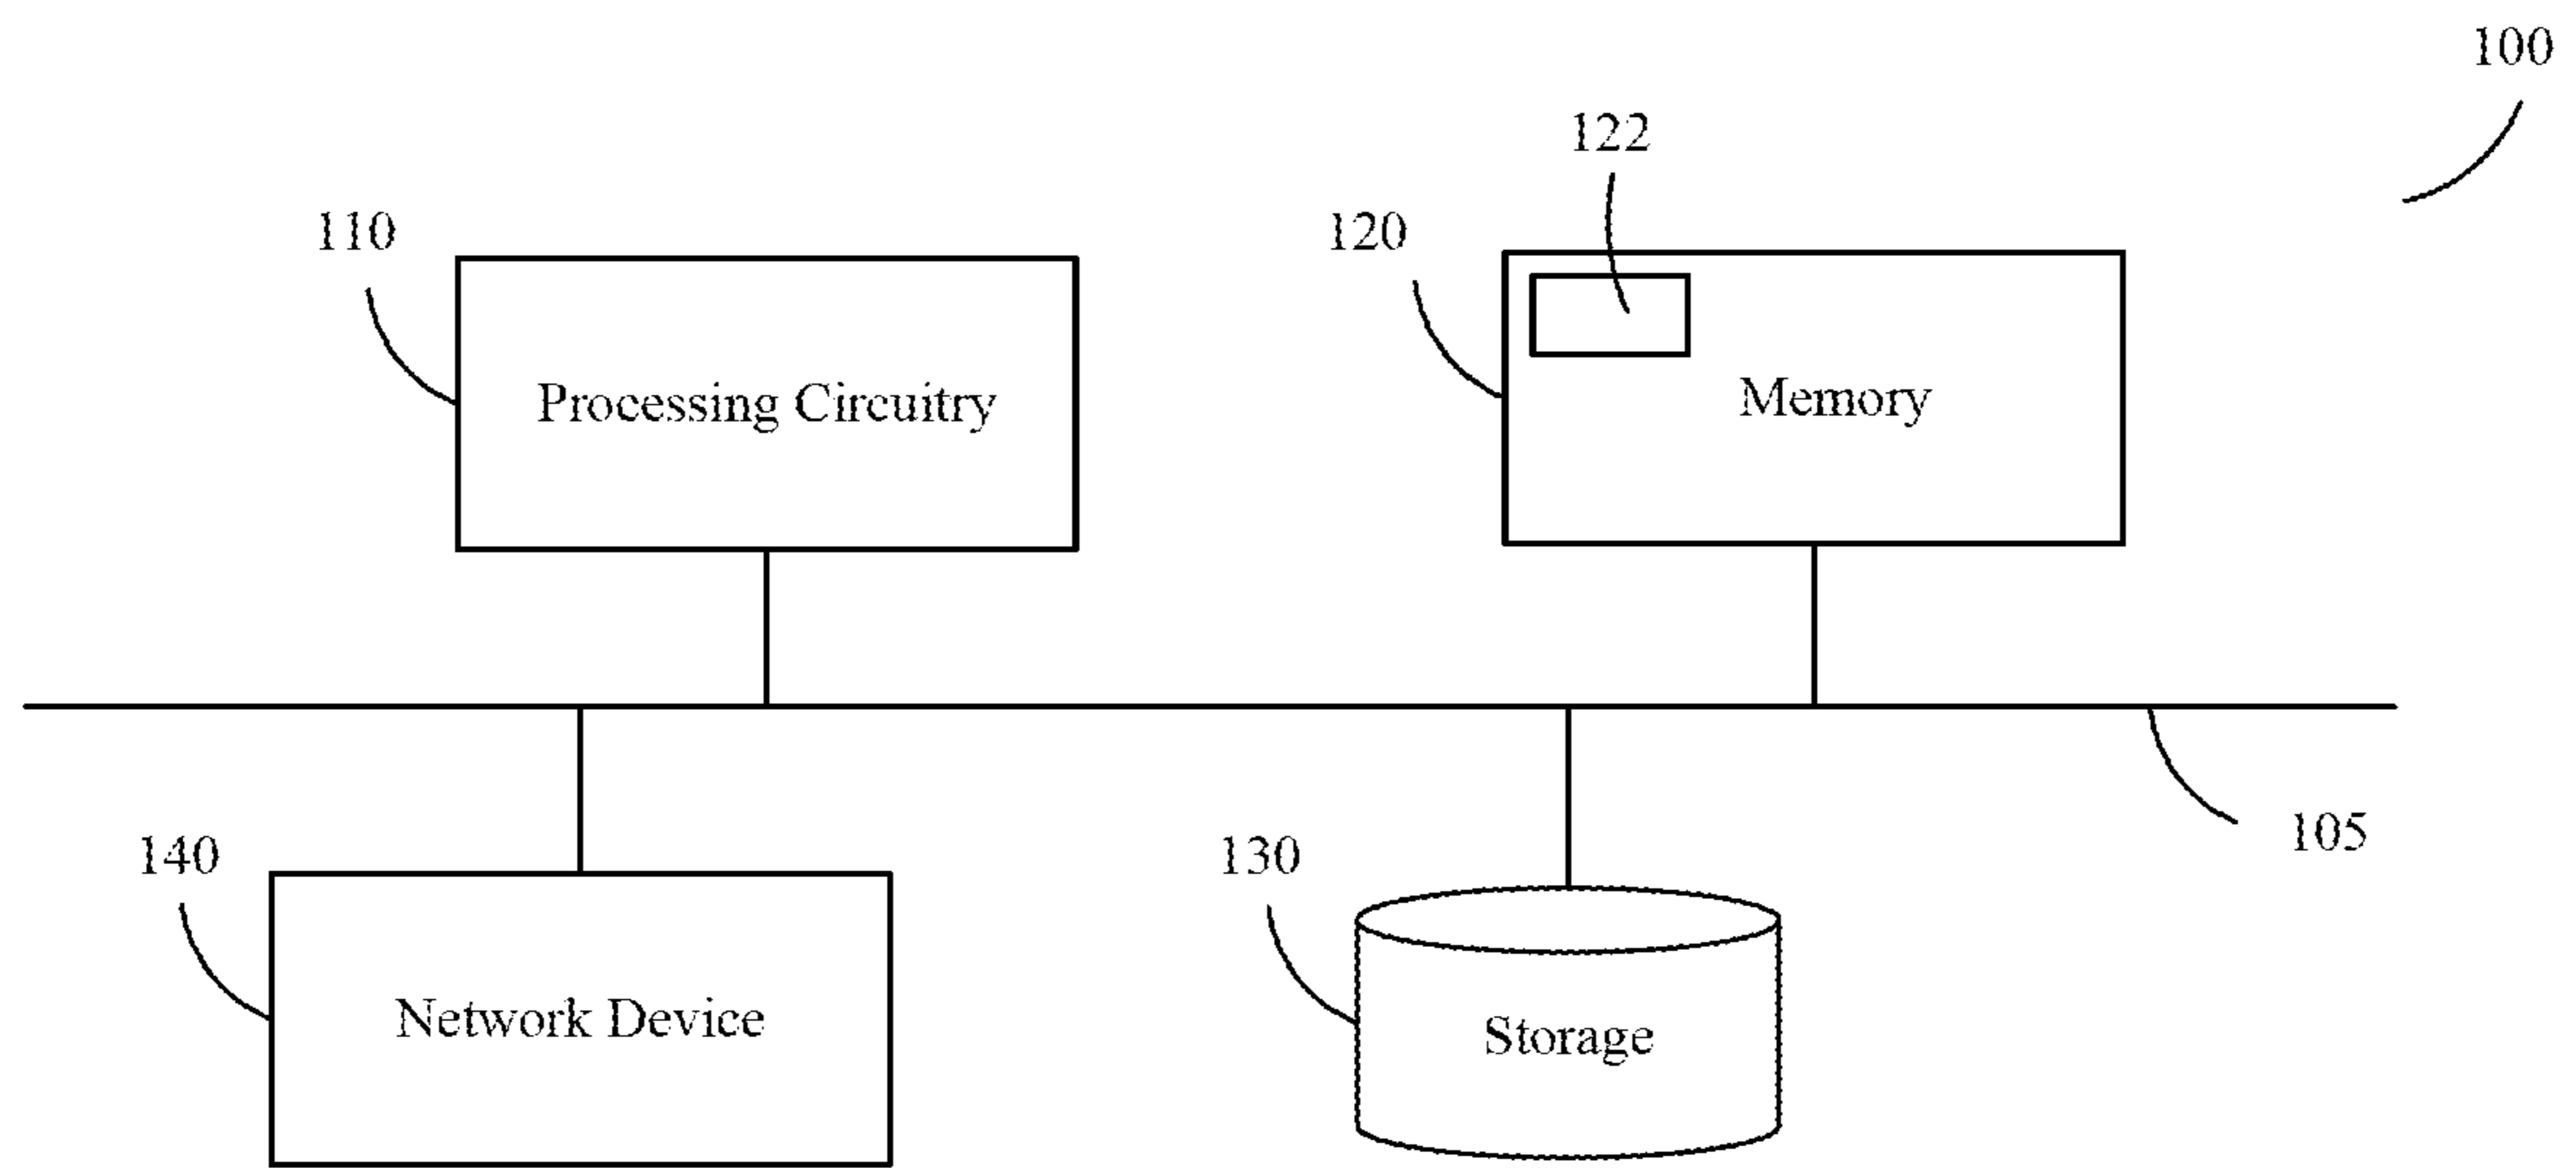 100
122
110
120
Processing Circuitry
Memory
105
140
130
Network Device
Storage